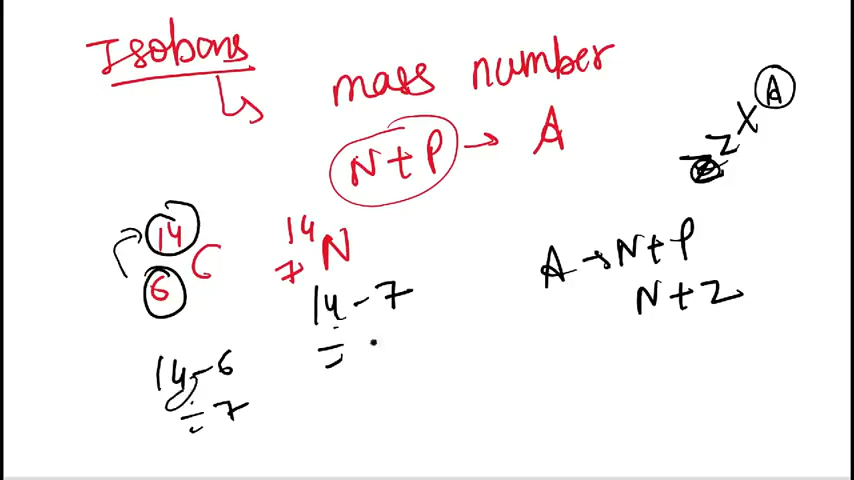 Isobars
mass number
N+P → A
Z X A
14 6 C
14 7 N
A → N+P
N+Z
14-7
=
14-6
= 7